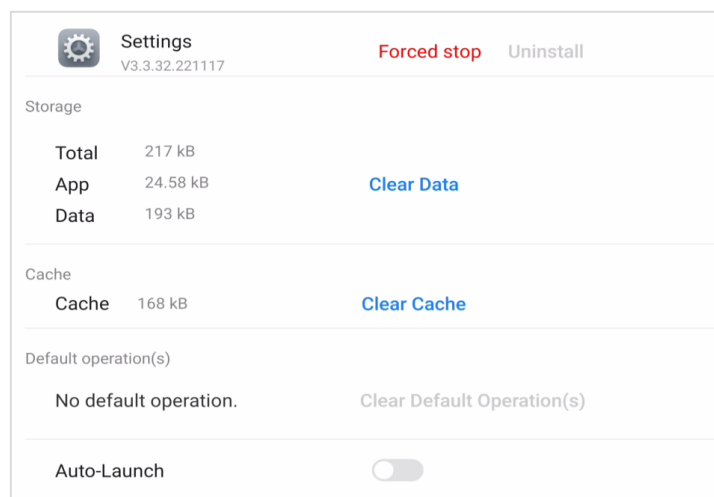 Settings
V3.3.32.221117
Forced stop
Uninstall
Storage
Total 217 kB
App 24.58 kB Clear Data
Data 193 kB
Cache
Cache 168 kB Clear Cache
Default operation(s)
No default operation. Clear Default Operation(s)
Auto-Launch